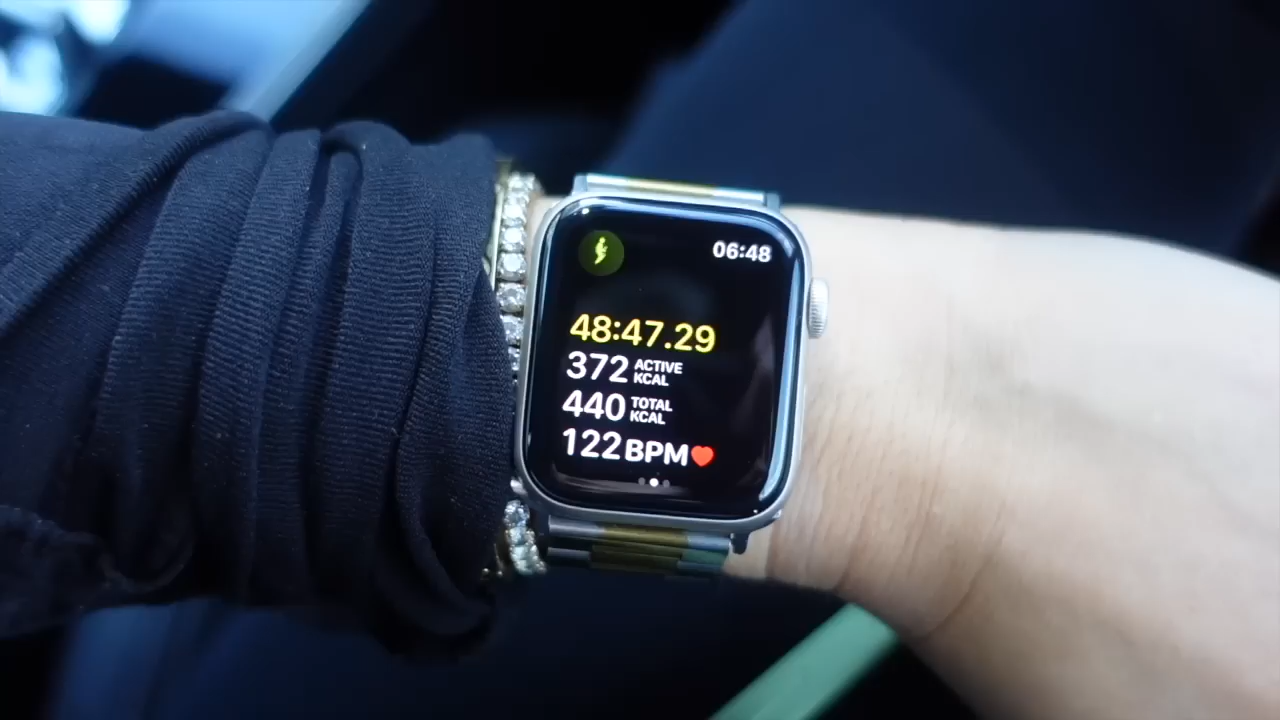 06:48
48:47.29
372 ACTIVE
KCAL
440 TOTAL
KCAL
122 BPM